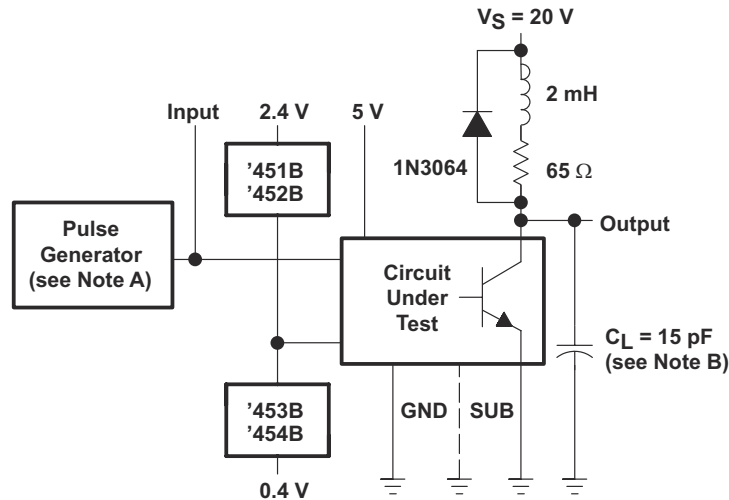 VS = 20 V
Input
2.4 V
5 V
2 mH
1N3064
65 Ω
'451B
'452B
Pulse
Generator
(see Note A)
Output
Circuit
Under
Test
CL = 15 pF
(see Note B)
GND
SUB
'453B
'454B
0.4 V